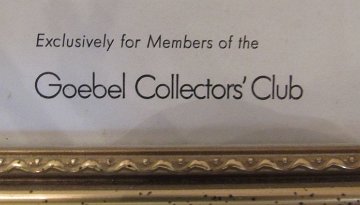 Exclusively for Members of the
Goebel Collectors' Club